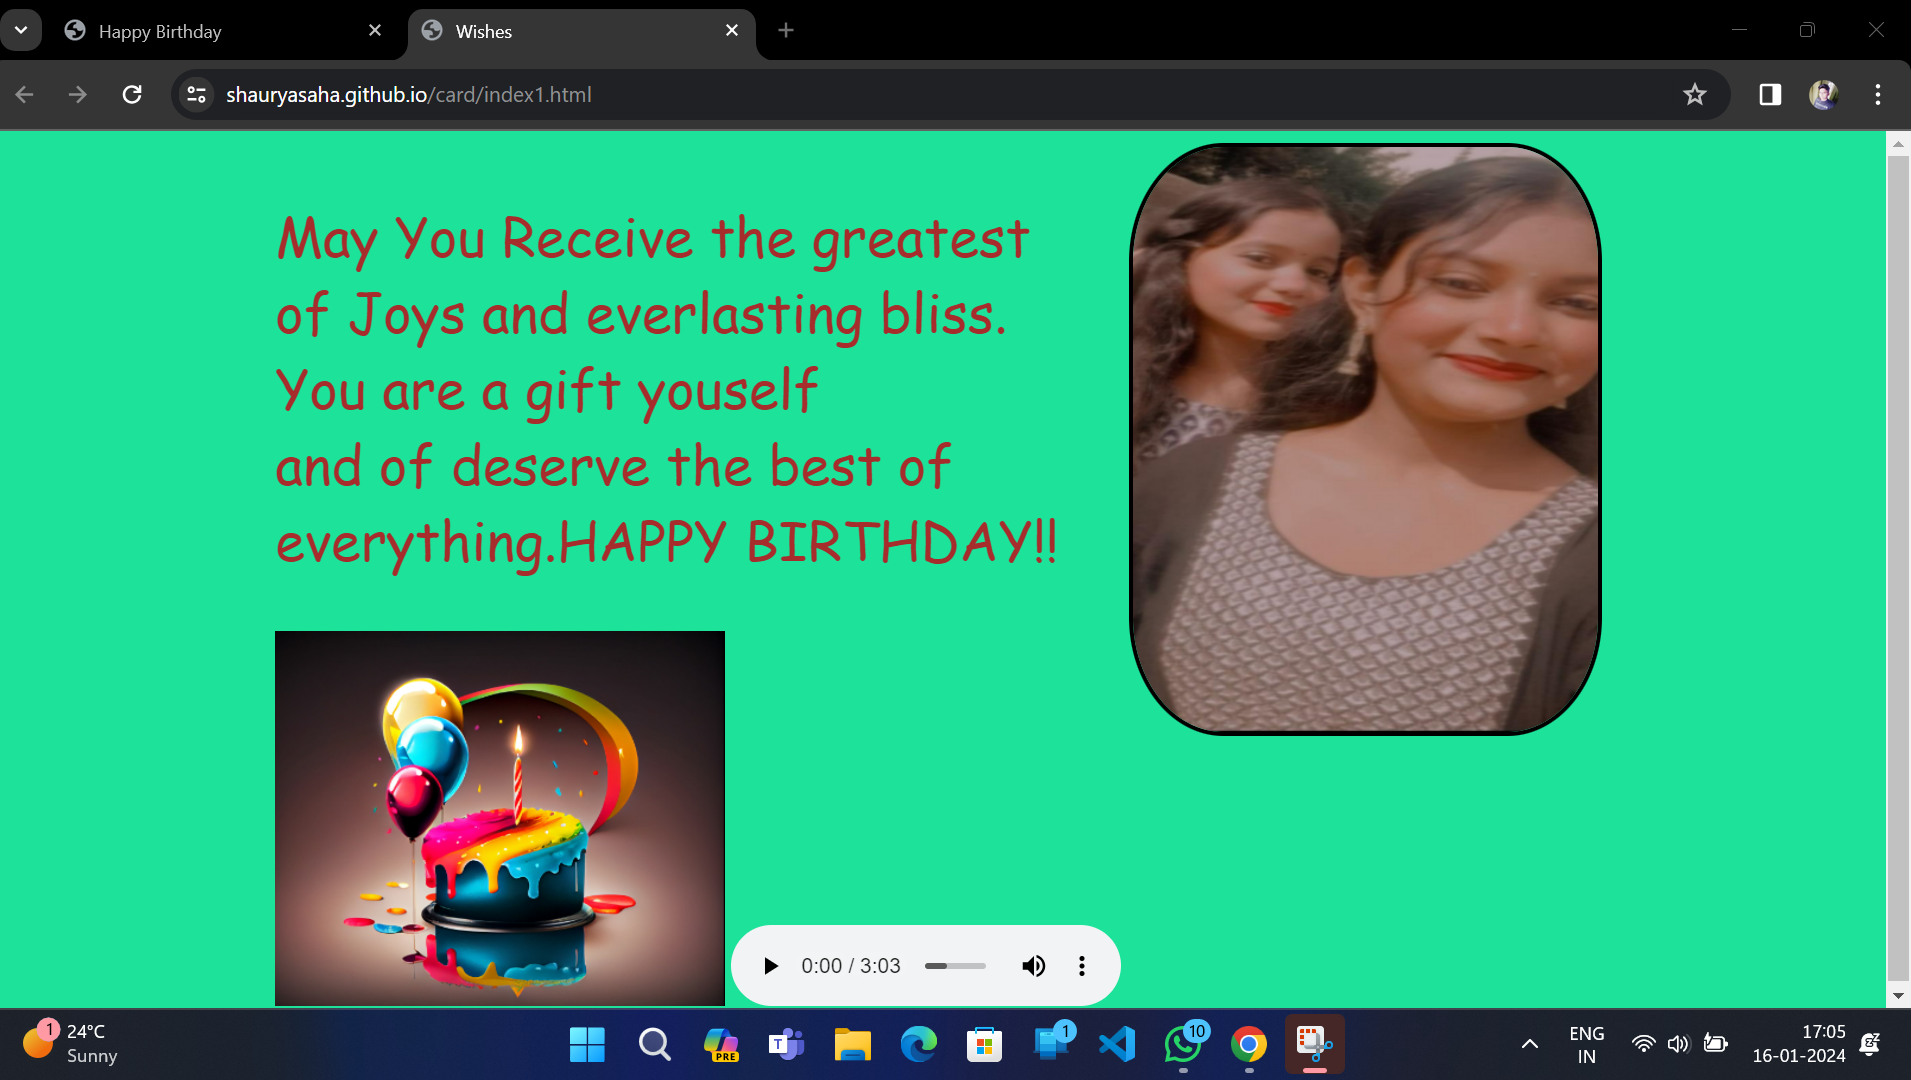 Happy Birthday
Wishes
shauryasaha.github.io/card/index1.html
May You Receive the greatest
of Joys and everlasting bliss.
You are a gift youself
and of deserve the best of
everything.HAPPY BIRTHDAY!!
0:00 / 3:03
1
24°C
Sunny
PRE
T
1
10
ENG
IN
17:05
16-01-2024